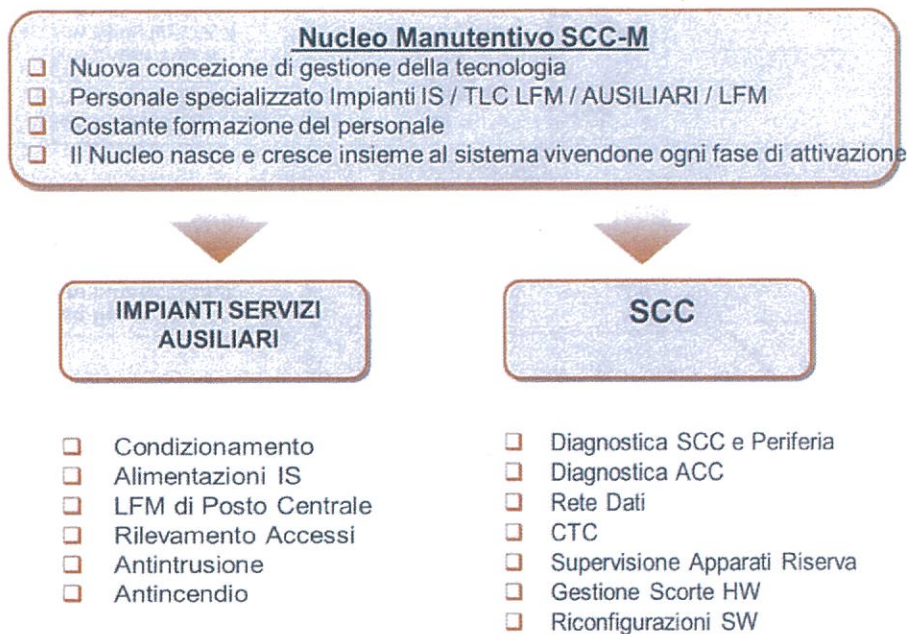 Nucleo Manutentivo SCC-M
Nuova concezione di gestione della tecnologia
Personale specializzato Impianti IS / TLC LFM / AUSILIARI / LFM
Costante formazione del personale
Il Nucleo nasce e cresce insieme al sistema vivendone ogni fase di attivazione
IMPIANTI SERVIZI
AUSILIARI
Condizionamento
Alimentazioni IS
LFM di Posto Centrale
Rilevamento Accessi
Antintrusione
Antincendio
SCC
Diagnostica SCC e Periferia
Diagnostica ACC
Rete Dati
CTC
Supervisione Apparati Riserva
Gestione Scorte HW
Riconfigurazioni SW